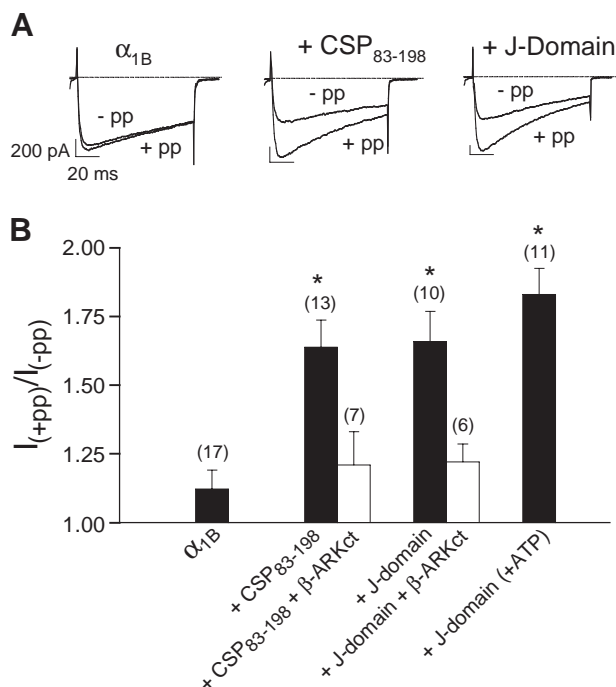 A
α1B
+ CSP83-198
+ J-Domain
- pp
+ pp
200 pA
20 ms
- pp
+ pp
- pp
+ pp
B
I(+pp)/I(-pp)
2.00
1.75
1.50
1.25
1.00
(17)
*
(13)
(7)
*
(10)
(6)
*
(11)
α1B
+ CSP83-198
+ CSP83-198 + β-ARKct
+ J-domain
+ J-domain + β-ARKct
+ J-domain (+ATP)